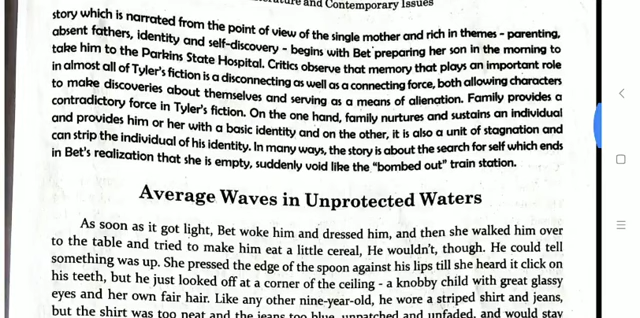 ature and Contemporary Issues
story which is narrated from the point of view of the single mother and rich in themes - parenting,
absent fathers, identity and self-discovery - begins with Bet preparing her son in the morning to
take him to the Parkins State Hospital. Critics observe that memory that plays an important role
in almost all of Tyler's fiction is a disconnecting as well as a connecting force, both allowing characters
to make discoveries about themselves and serving as a means of alienation. Family provides a
contradictory force in Tyler's fiction. On the one hand, family nurtures and sustains an individual
and provides him or her with a basic identity and on the other, it is also a unit of stagnation and
can strip the individual of his identity. In many ways, the story is about the search for self which ends
in Bet's realization that she is empty, suddenly void like the "bombed out" train station.
Average Waves in Unprotected Waters
As soon as it got light, Bet woke him and dressed him, and then she walked him over
to the table and tried to make him eat a little cereal, He wouldn't, though. He could tell
something was up. She pressed the edge of the spoon against his lips till she heard it click on
his teeth, but he just looked off at a corner of the ceiling - a knobby child with great glassy
eyes and her own fair hair. Like any other nine-year-old, he wore a striped shirt and jeans,
but the shirt was too neat and the jeans too blue, unpatched and unfaded, and would stay